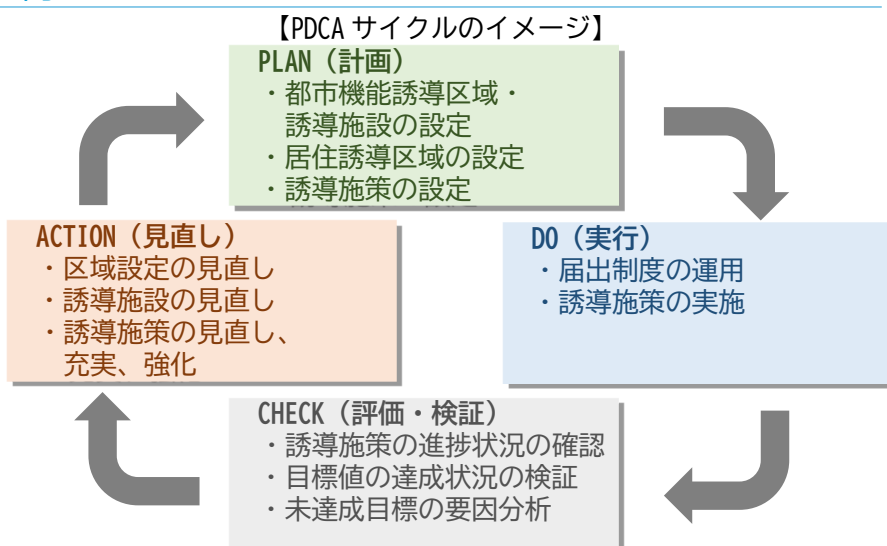 【PDCAサイクルのイメージ】
PLAN（計画）
・都市機能誘導区域・
誘導施設の設定
・居住誘導区域の設定
・誘導施策の設定
ACTION（見直し）
・区域設定の見直し
・誘導施設の見直し
・誘導施策の見直し、
充実、強化
DO（実行）
・届出制度の運用
・誘導施策の実施
CHECK（評価・検証）
・誘導施策の進捗状況の確認
・目標値の達成状況の検証
・未達成目標の要因分析